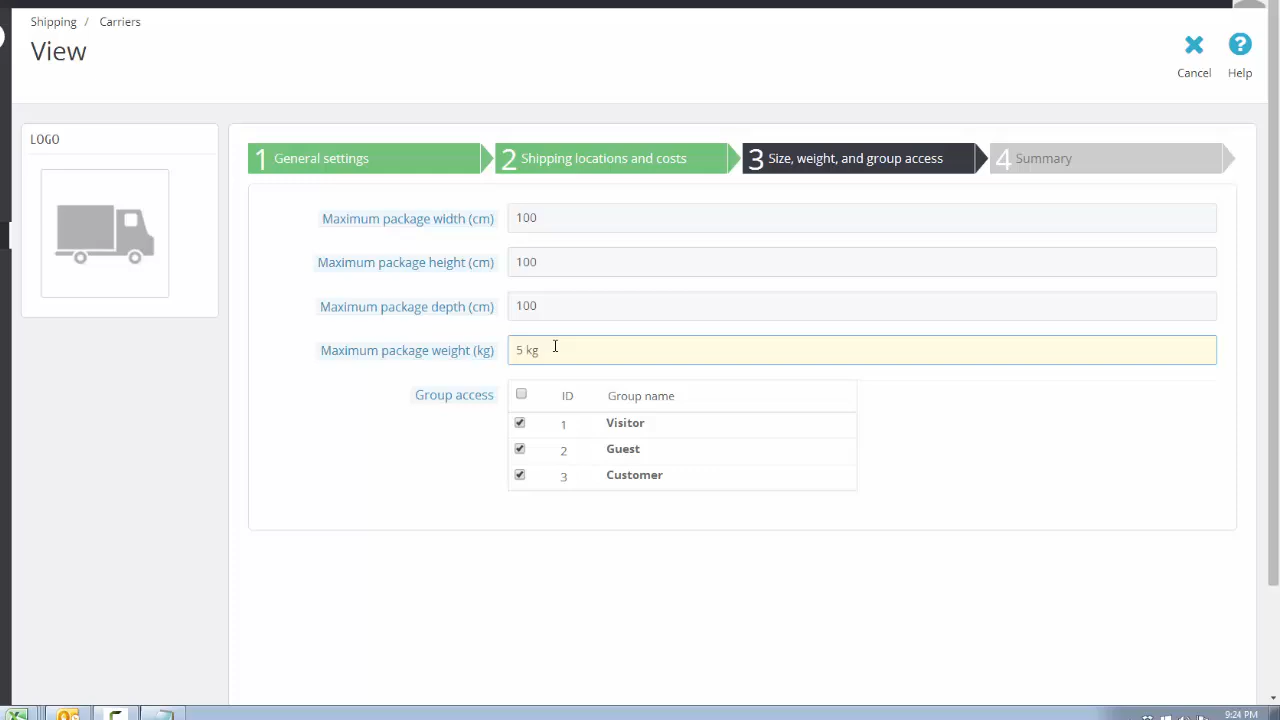 Shipping / Carriers
View
Cancel
Help
LOGO
1 General settings
2 Shipping locations and costs
3 Size, weight, and group access
4 Summary
Maximum package width (cm) 100
Maximum package height (cm) 100
Maximum package depth (cm) 100
Maximum package weight (kg) 5 kg
Group access
ID Group name
1 Visitor
2 Guest
3 Customer
9:24 PM